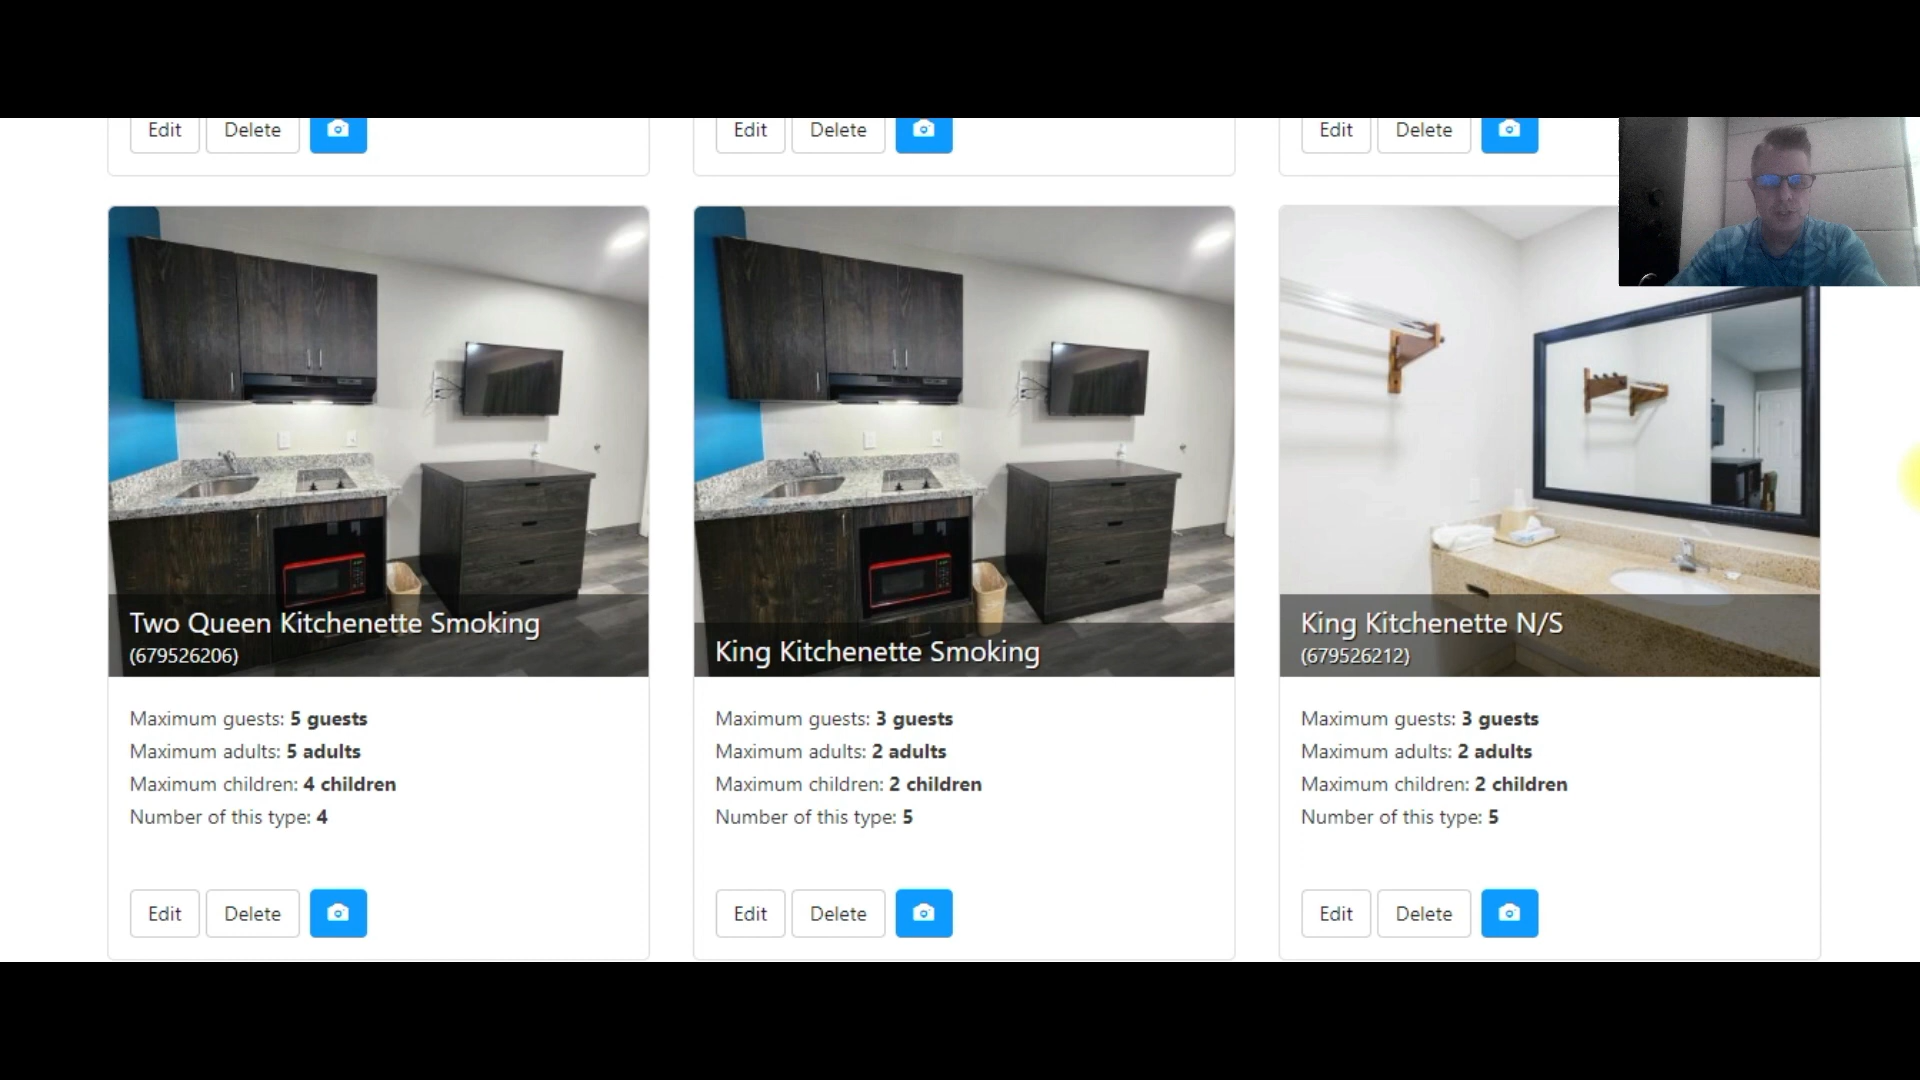 Edit Delete
Edit Delete
Edit Delete
Two Queen Kitchenette Smoking
(679526206)
Maximum guests: 5 guests
Maximum adults: 5 adults
Maximum children: 4 children
Number of this type: 4
Edit Delete
King Kitchenette Smoking
Maximum guests: 3 guests
Maximum adults: 2 adults
Maximum children: 2 children
Number of this type: 5
Edit Delete
King Kitchenette N/S
(679526212)
Maximum guests: 3 guests
Maximum adults: 2 adults
Maximum children: 2 children
Number of this type: 5
Edit Delete